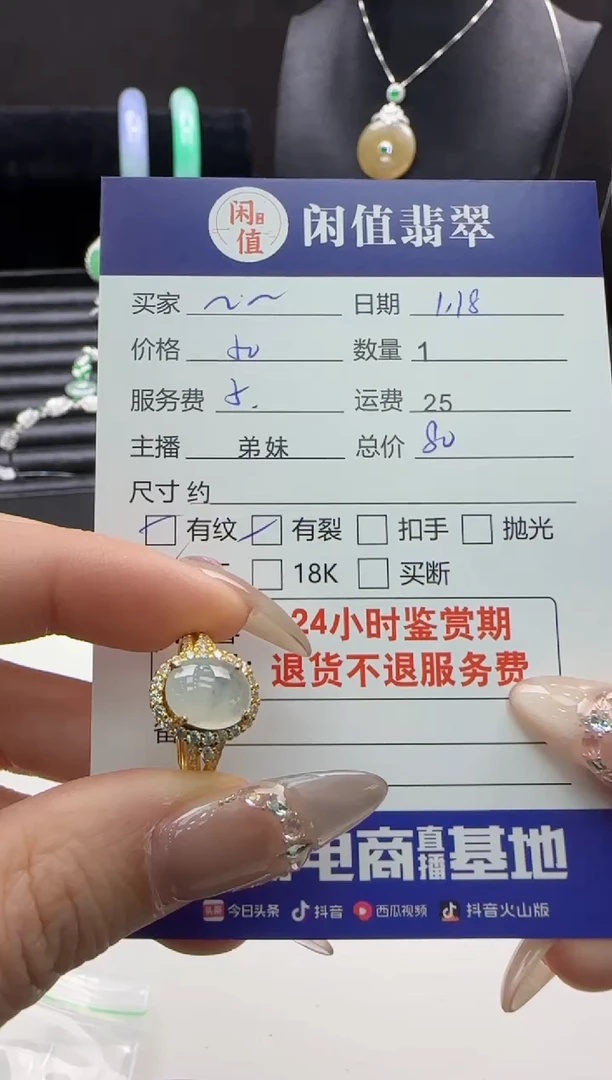 闲值 闲值翡翠
买家 ~~ 日期 1.18
价格 50 数量 1
服务费 5. 运费 25
主播 弟妹 总价 80
尺寸 约
有纹 有裂 扣手 抛光
18K 买断
24小时鉴赏期
退货不退服务费
电商直播基地
头条 今日头条 抖音 西瓜视频 抖音火山版